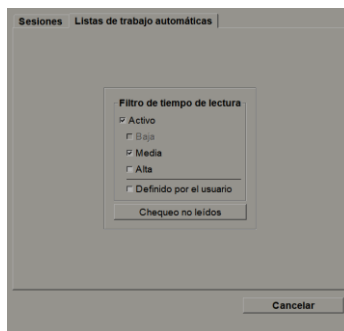 Sesiones Listas de trabajo automáticas
Filtro de tiempo de lectura
Activo
Baja
Media
Alta
Definido por el usuario
Chequeo no leídos
Cancelar